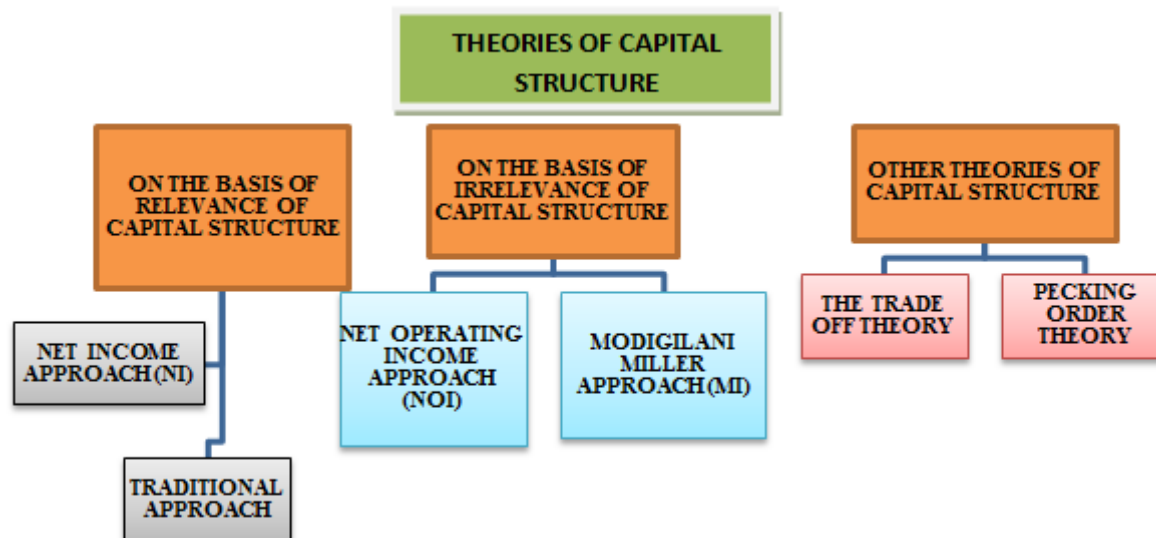 THEORIES OF CAPITAL
STRUCTURE
ON THE BASIS OF
RELEVANCE OF
CAPITAL STRUCTURE
ON THE BASIS OF
IRRELEVANCE OF
CAPITAL STRUCTURE
OTHER THEORIES OF
CAPITAL STRUCTURE
NET INCOME
APPROACH (NI)
TRADITIONAL
APPROACH
NET OPERATING
INCOME
APPROACH
(NOI)
MODIGILANI
MILLER
APPROACH (MI)
THE TRADE
OFF THEORY
PECKING
ORDER
THEORY